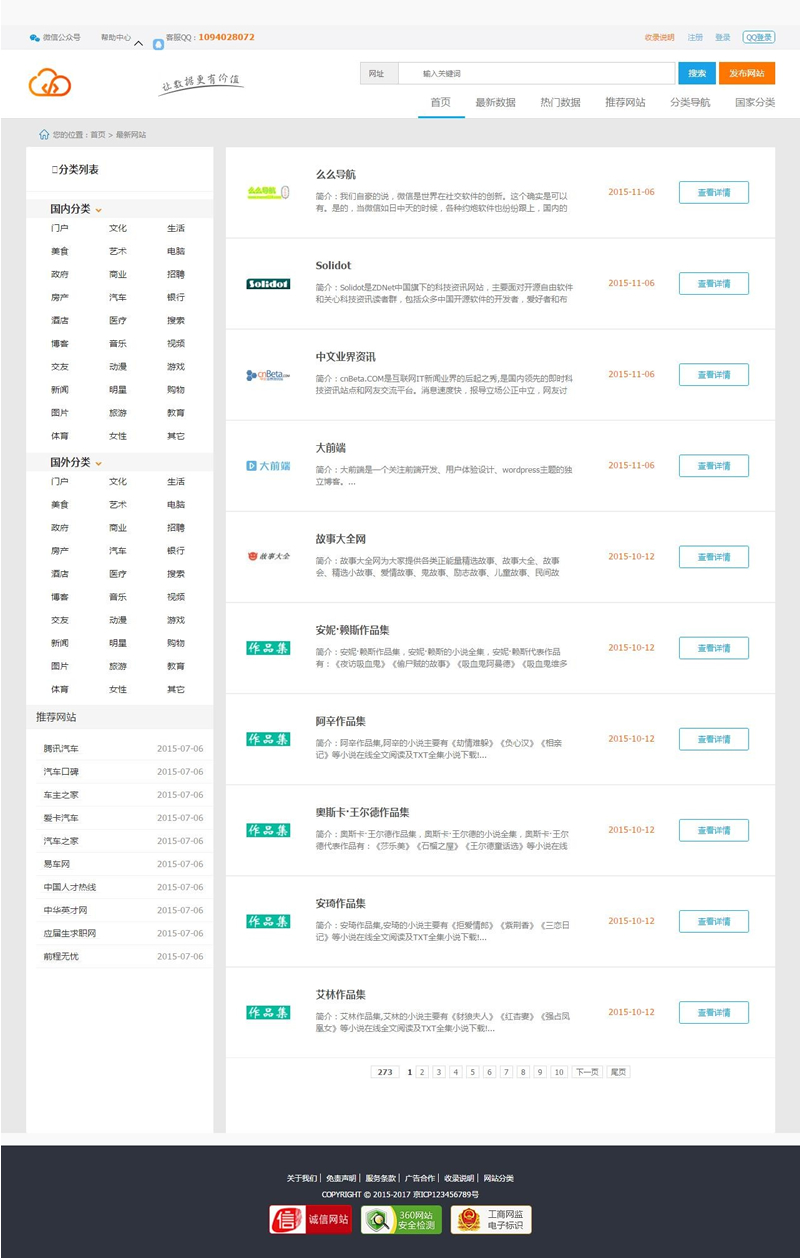 微信公众号 帮助中心 客服QQ：1094028072 收录说明 注册 登录 QQ登录
让数据更有价值
网址 输入关键词 搜索 发布网站
首页 最新数据 热门数据 推荐网站 分类导航 国家分类
您的位置：首页 > 最新网站
分类列表
国内分类
门户 文化 生活
美食 艺术 电脑
政府 商业 招聘
房产 汽车 银行
酒店 医疗 搜索
博客 音乐 视频
交友 动漫 游戏
新闻 明星 购物
图片 旅游 教育
体育 女性 其它
国外分类
门户 文化 生活
美食 艺术 电脑
政府 商业 招聘
房产 汽车 银行
酒店 医疗 搜索
博客 音乐 视频
交友 动漫 游戏
新闻 明星 购物
图片 旅游 教育
体育 女性 其它
推荐网站
腾讯汽车 2015-07-06
汽车口碑 2015-07-06
车主之家 2015-07-06
爱卡汽车 2015-07-06
汽车之家 2015-07-06
易车网 2015-07-06
中国人才热线 2015-07-06
中华英才网 2015-07-06
应届生求职网 2015-07-06
前程无忧 2015-07-06
么么导航
么么导航
简介：我们自豪的说，微信是世界在社交软件的创新。这个确实是可以
有。是的，当微信如日中天的时候，各种约炮软件也纷纷跟上，国内的
2015-11-06 查看详情
Solidot
Solidot
简介：Solidot是ZDNet中国旗下的科技资讯网站，主要面对开源自由软件
和关心科技资讯读者群，包括众多中国开源软件的开发者，爱好者和布
2015-11-06 查看详情
cnBeta.COM
中文业界资讯
简介：cnBeta.COM是互联网IT新闻业界的后起之秀,是国内领先的即时科
技资讯站点和网友交流平台。消息速度快，报导立场公正中立，网友讨
2015-11-06 查看详情
大前端
大前端
简介：大前端是一个关注前端开发、用户体验设计、wordpress主题的独
立博客。...
2015-11-06 查看详情
故事大全
故事大全网
简介：故事大全网为大家提供各类正能量精选故事、故事大全、故事
会、精选小故事、爱情故事、鬼故事、励志故事、儿童故事、民间故
2015-10-12 查看详情
作品集
安妮·赖斯作品集
简介：安妮·赖斯作品集，安妮·赖斯的小说全集，安妮·赖斯代表作品
有：《夜访吸血鬼》《偷尸贼的故事》《吸血鬼阿曼德》《吸血鬼维多
2015-10-12 查看详情
作品集
阿辛作品集
简介：阿辛作品集,阿辛的小说主要有《劫情难躲》《负心汉》《相亲
记》等小说在线全文阅读及TXT全集小说下载!...
2015-10-12 查看详情
作品集
奥斯卡·王尔德作品集
简介：奥斯卡·王尔德作品集，奥斯卡·王尔德的小说全集，奥斯卡·王尔
德代表作品有：《莎乐美》《石榴之屋》《王尔德童话选》等小说在线
2015-10-12 查看详情
作品集
安琦作品集
简介：安琦作品集,安琦的小说主要有《拒爱情郎》《紫荆香》《三恋日
记》等小说在线全文阅读及TXT全集小说下载!...
2015-10-12 查看详情
作品集
艾林作品集
简介：艾林作品集,艾林的小说主要有《豺狼夫人》《红杏妻》《强占凤
凰女》等小说在线全文阅读及TXT全集小说下载!...
2015-10-12 查看详情
273 1 2 3 4 5 6 7 8 9 10 下一页 尾页
关于我们| 免责声明| 服务条款| 广告合作| 收录说明| 网站分类
COPYRIGHT © 2015-2017 京ICP123456789号
信 诚信网站 360网站 安全检测 工商网监 电子标识